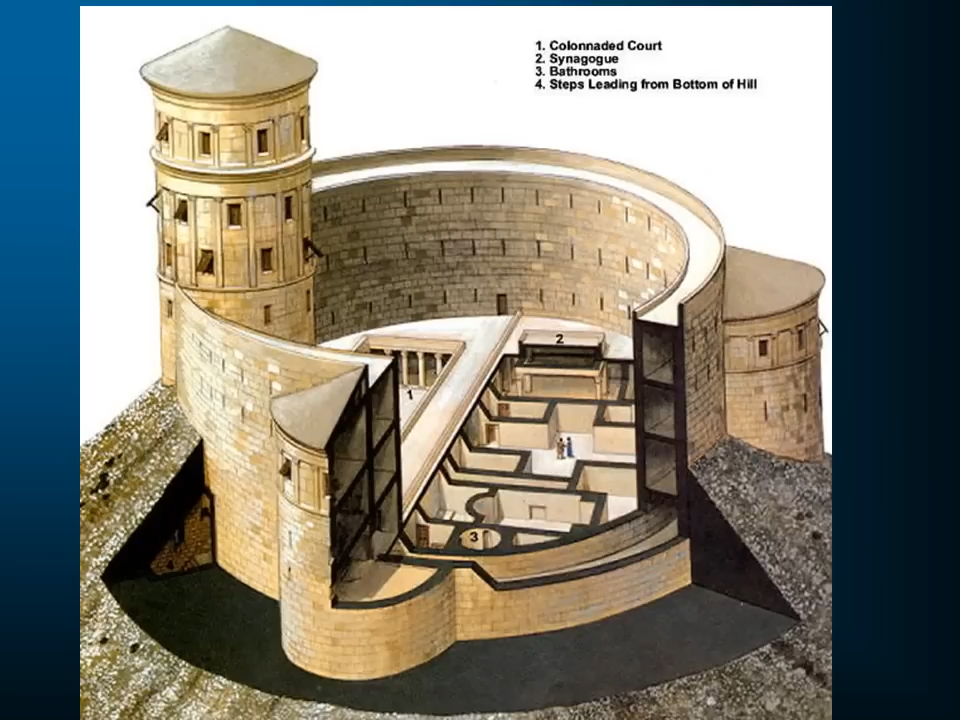 1. Colonnaded Court
2. Synagogue
3. Bathrooms
4. Steps Leading from Bottom of Hill
2
1
3